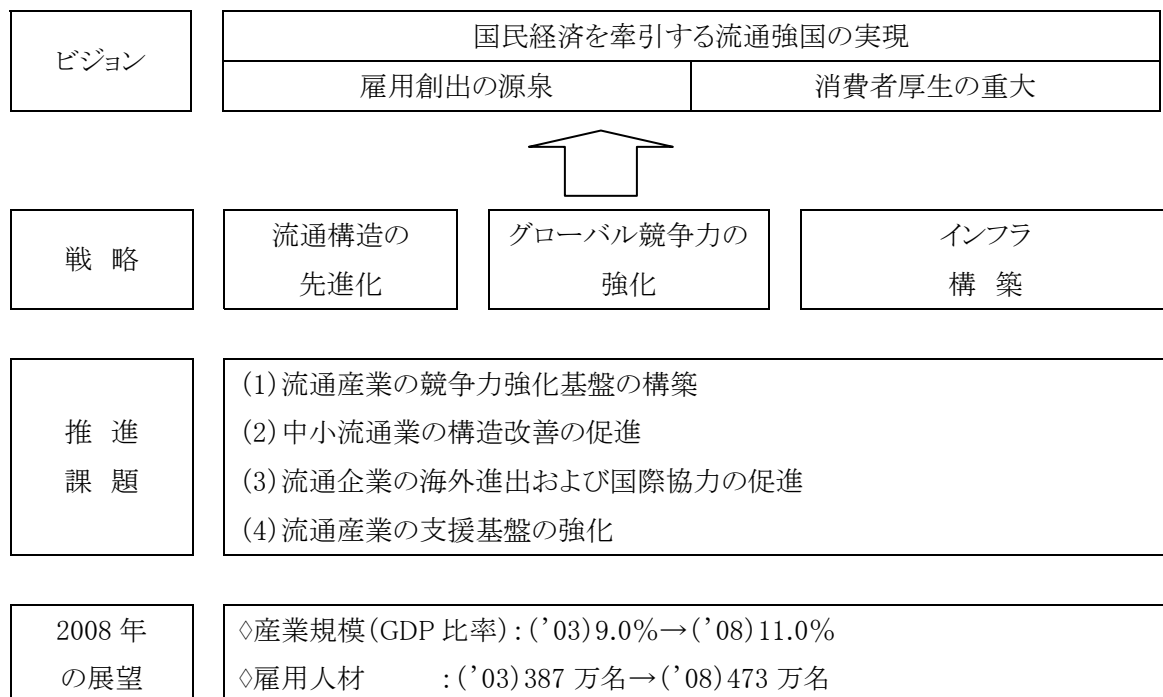 ビジョン
国民経済を牽引する流通強国の実現
雇用創出の源泉
消費者厚生の重大
戦 略
流通構造の
先進化
グローバル競争力の
強化
インフラ
構 築
推 進
課 題
(1)流通産業の競争力強化基盤の構築
(2)中小流通業の構造改善の促進
(3)流通企業の海外進出および国際協力の促進
(4)流通産業の支援基盤の強化
2008 年
の展望
◊産業規模(GDP 比率):(’03)9.0%→(’08)11.0%
◊雇用人材 :(’03)387 万名→(’08)473 万名